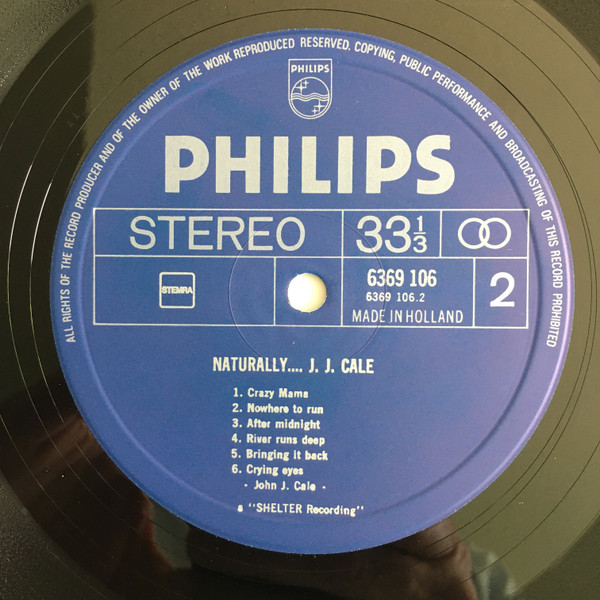 ALL RIGHTS OF THE RECORD PRODUCER AND OF THE OWNER OF THE WORK REPRODUCED RESERVED. COPYING, PUBLIC PERFORMANCE AND BROADCASTING OF THIS RECORD PROHIBITED
PHILIPS
PHILIPS
STEREO 33 1/3
STEMRA 6369 106 2
6369 106.2
MADE IN HOLLAND
NATURALLY.... J. J. CALE
1. Crazy Mama
2. Nowhere to run
3. After midnight
4. River runs deep
5. Bringing it back
6. Crying eyes
- John J. Cale -
a "SHELTER Recording"